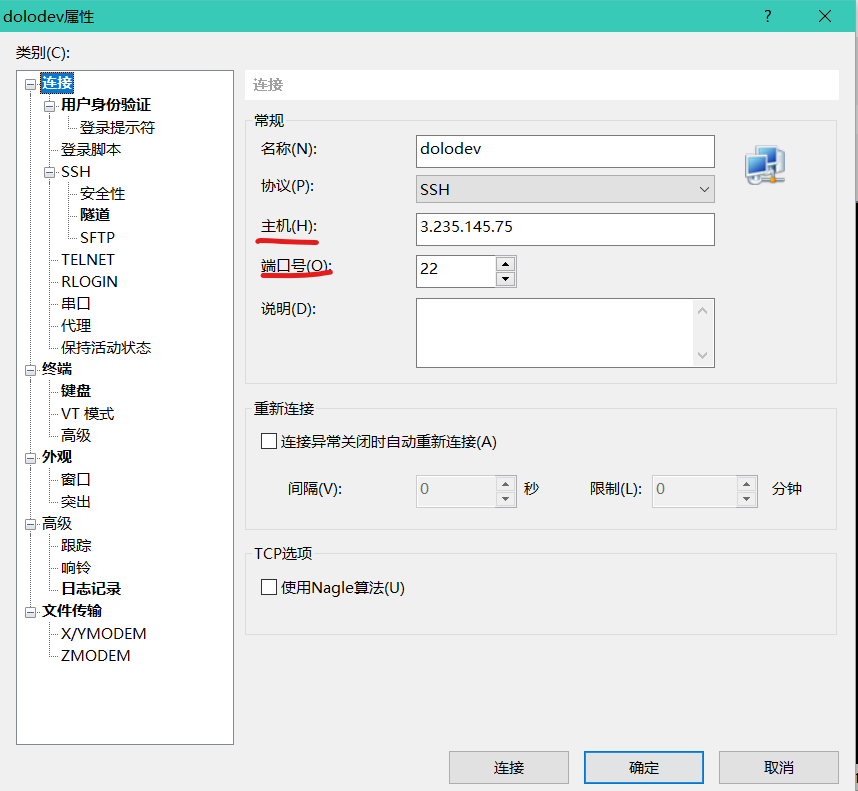 dolodev属性
类别(C):
连接
用户身份验证
登录提示符
登录脚本
SSH
安全性
隧道
SFTP
TELNET
RLOGIN
串口
代理
保持活动状态
终端
键盘
VT 模式
高级
外观
窗口
突出
高级
跟踪
响铃
日志记录
文件传输
X/YMODEM
ZMODEM
连接
常规
名称(N): dolodev
协议(P): SSH
主机(H): 3.235.145.75
端口号(O): 22
说明(D):
重新连接
连接异常关闭时自动重新连接(A)
间隔(V): 0 秒 限制(L): 0 分钟
TCP选项
使用Nagle算法(U)
连接 确定 取消